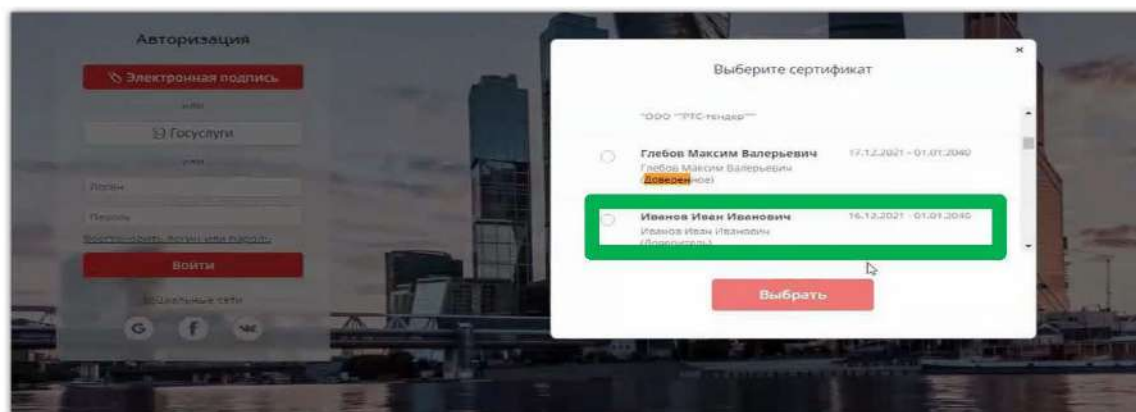 Авторизация
Электронная подпись
или
Госуслуги
или
Логин
Пароль
Восстановить логин или пароль
Войти
Социальные сети
G f
Выберите сертификат
"ООО ""РТС-тендер"""
Глебов Максим Валерьевич 17.12.2021 - 01.01.2040
Глебов Максим Валерьевич
(Доверенное)
Иванов Иван Иванович 16.12.2021 - 01.01.2040
Иванов Иван Иванович
(Доверитель)
Выбрать